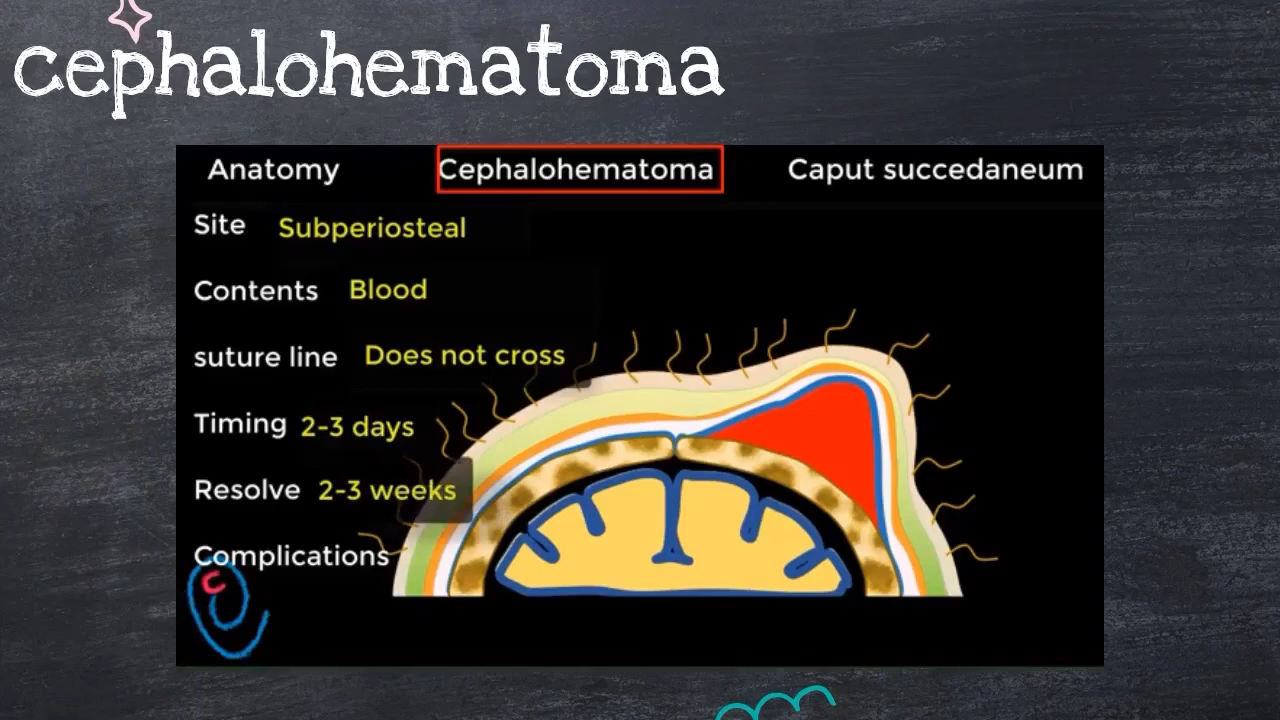 cephalohematoma
Anatomy Cephalohematoma Caput succedaneum
Site Subperiosteal
Contents Blood
suture line Does not cross
Timing 2-3 days
Resolve 2-3 weeks
Complications
C